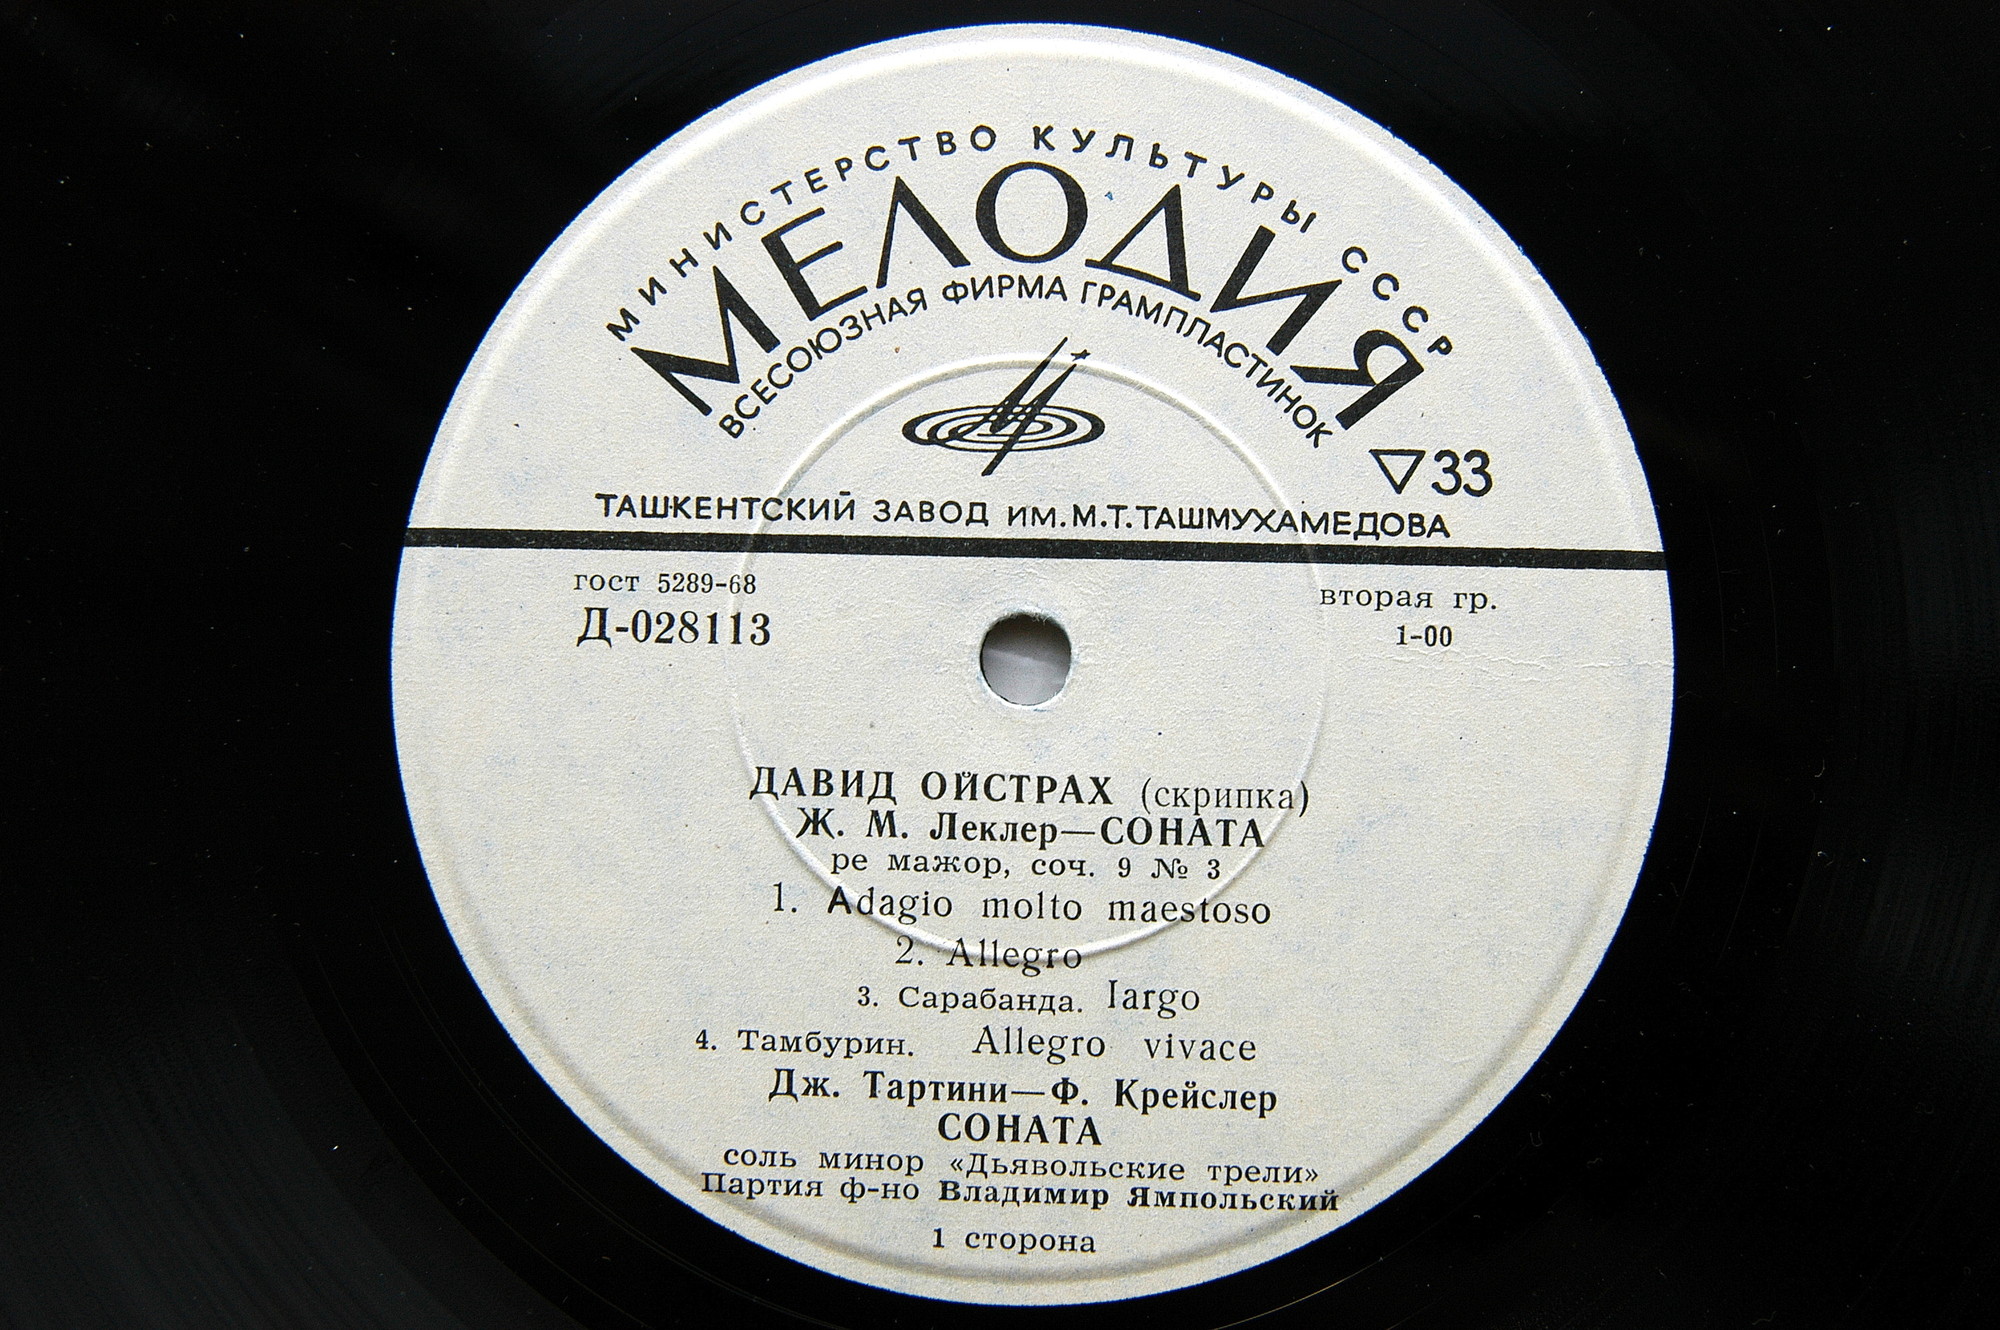 МИНИСТЕРСТВО КУЛЬТУРЫ СССР
МЕЛОДИЯ
ВСЕСОЮЗНАЯ ФИРМА ГРАМПЛАСТИНОК
▽33
ТАШКЕНТСКИЙ ЗАВОД ИМ. М.Т. ТАШМУХАМЕДОВА
гост 5289-68
вторая гр.
Д-028113
1-00
ДАВИД ОЙСТРАХ (скрипка)
Ж. М. Леклер—СОНАТА
ре мажор, соч. 9 № 3
1. Adagio molto maestoso
2. Allegro
3. Сарабанда. Iargo
4. Тамбурин. Allegro vivace
Дж. Тартини—Ф. Крейслер
СОНАТА
соль минор «Дьявольские трели»
Партия ф-но Владимир Ямпольский
1 сторона